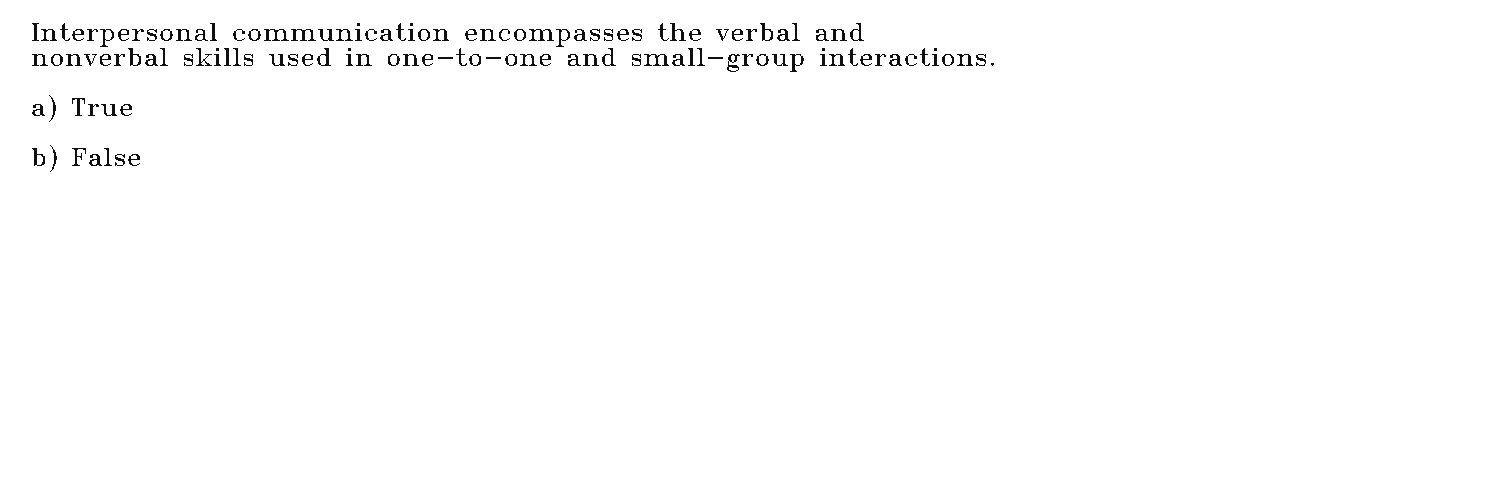 Interpersonal communication encompasses the verbal and
nonverbal skills used in one-to-one and small-group interactions.
a) True
b) False